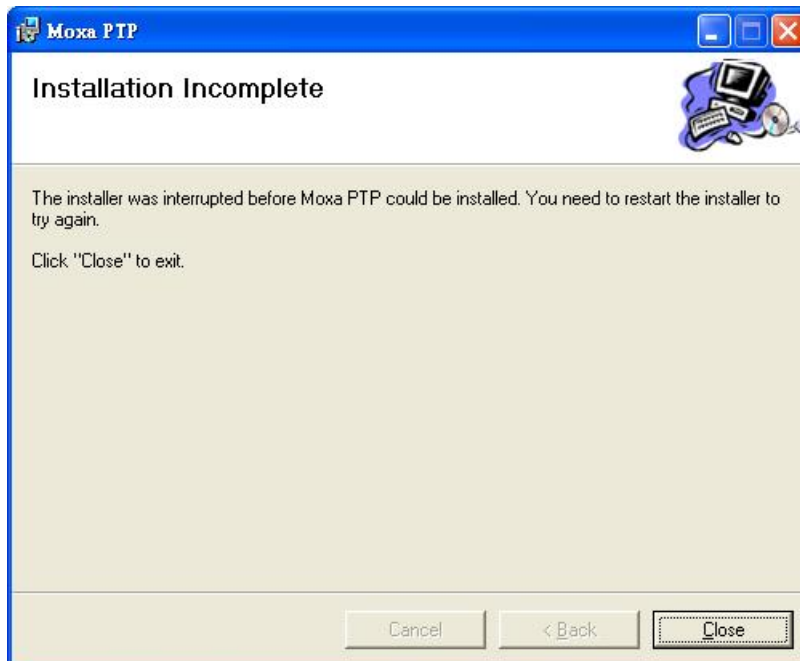 Moxa PTP
Installation Incomplete
The installer was interrupted before Moxa PTP could be installed. You need to restart the installer to
try again.
Click "Close" to exit.
Cancel
< Back
Close